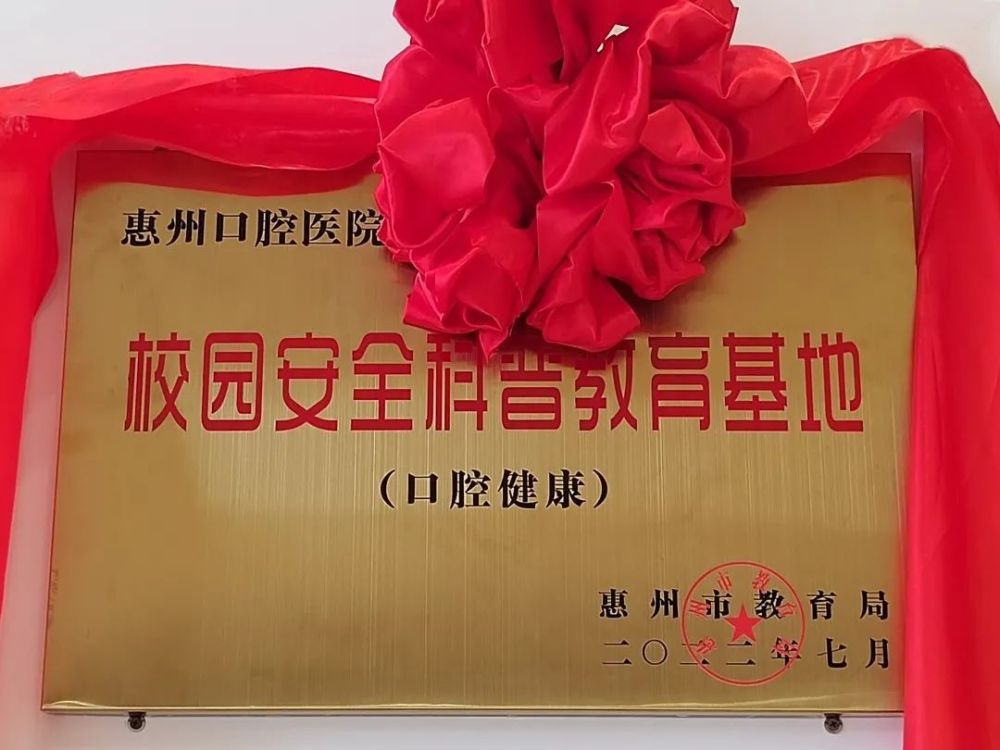 惠州口腔医院
校园安全科普教育基地
（口腔健康）
惠州市教育局
二〇二二年七月